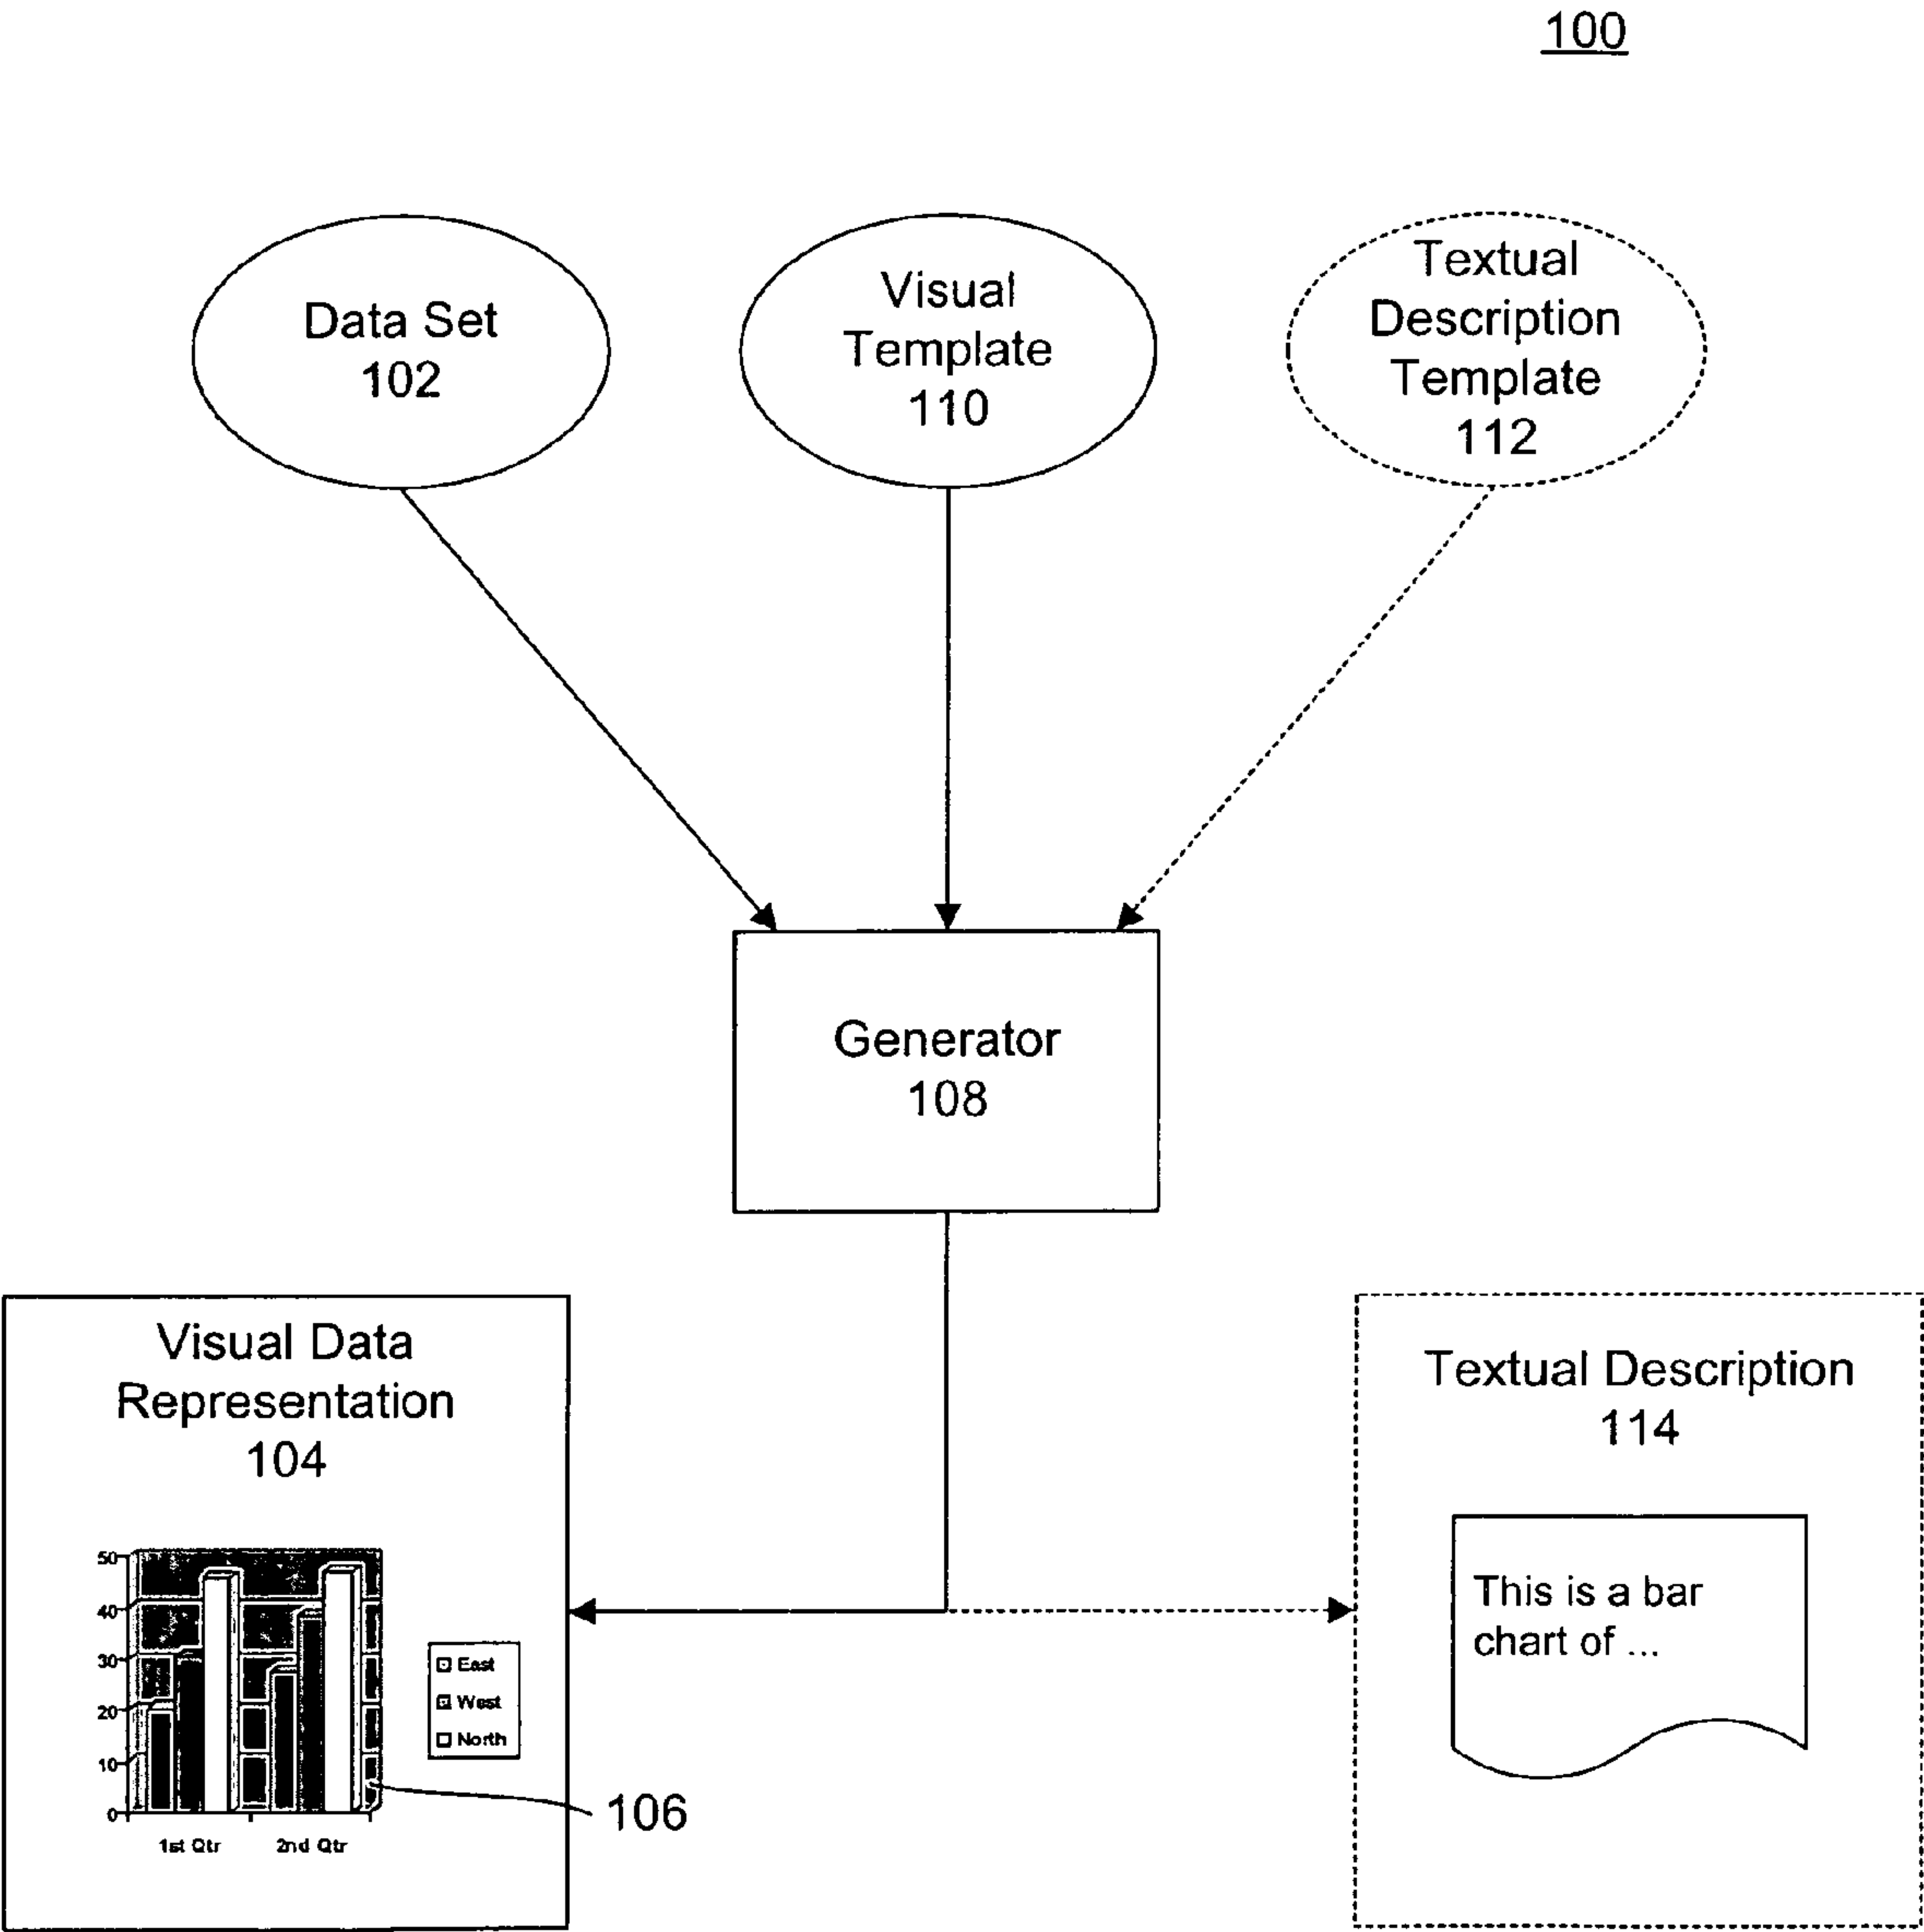 100
Data Set
102
Visual
Template
110
Textual
Description
Template
112
Generator
108
Visual Data
Representation
104
50
40
30
20
10
0
1st Qtr
2nd Qtr
East
West
North
106
Textual Description
114
This is a bar
chart of ...